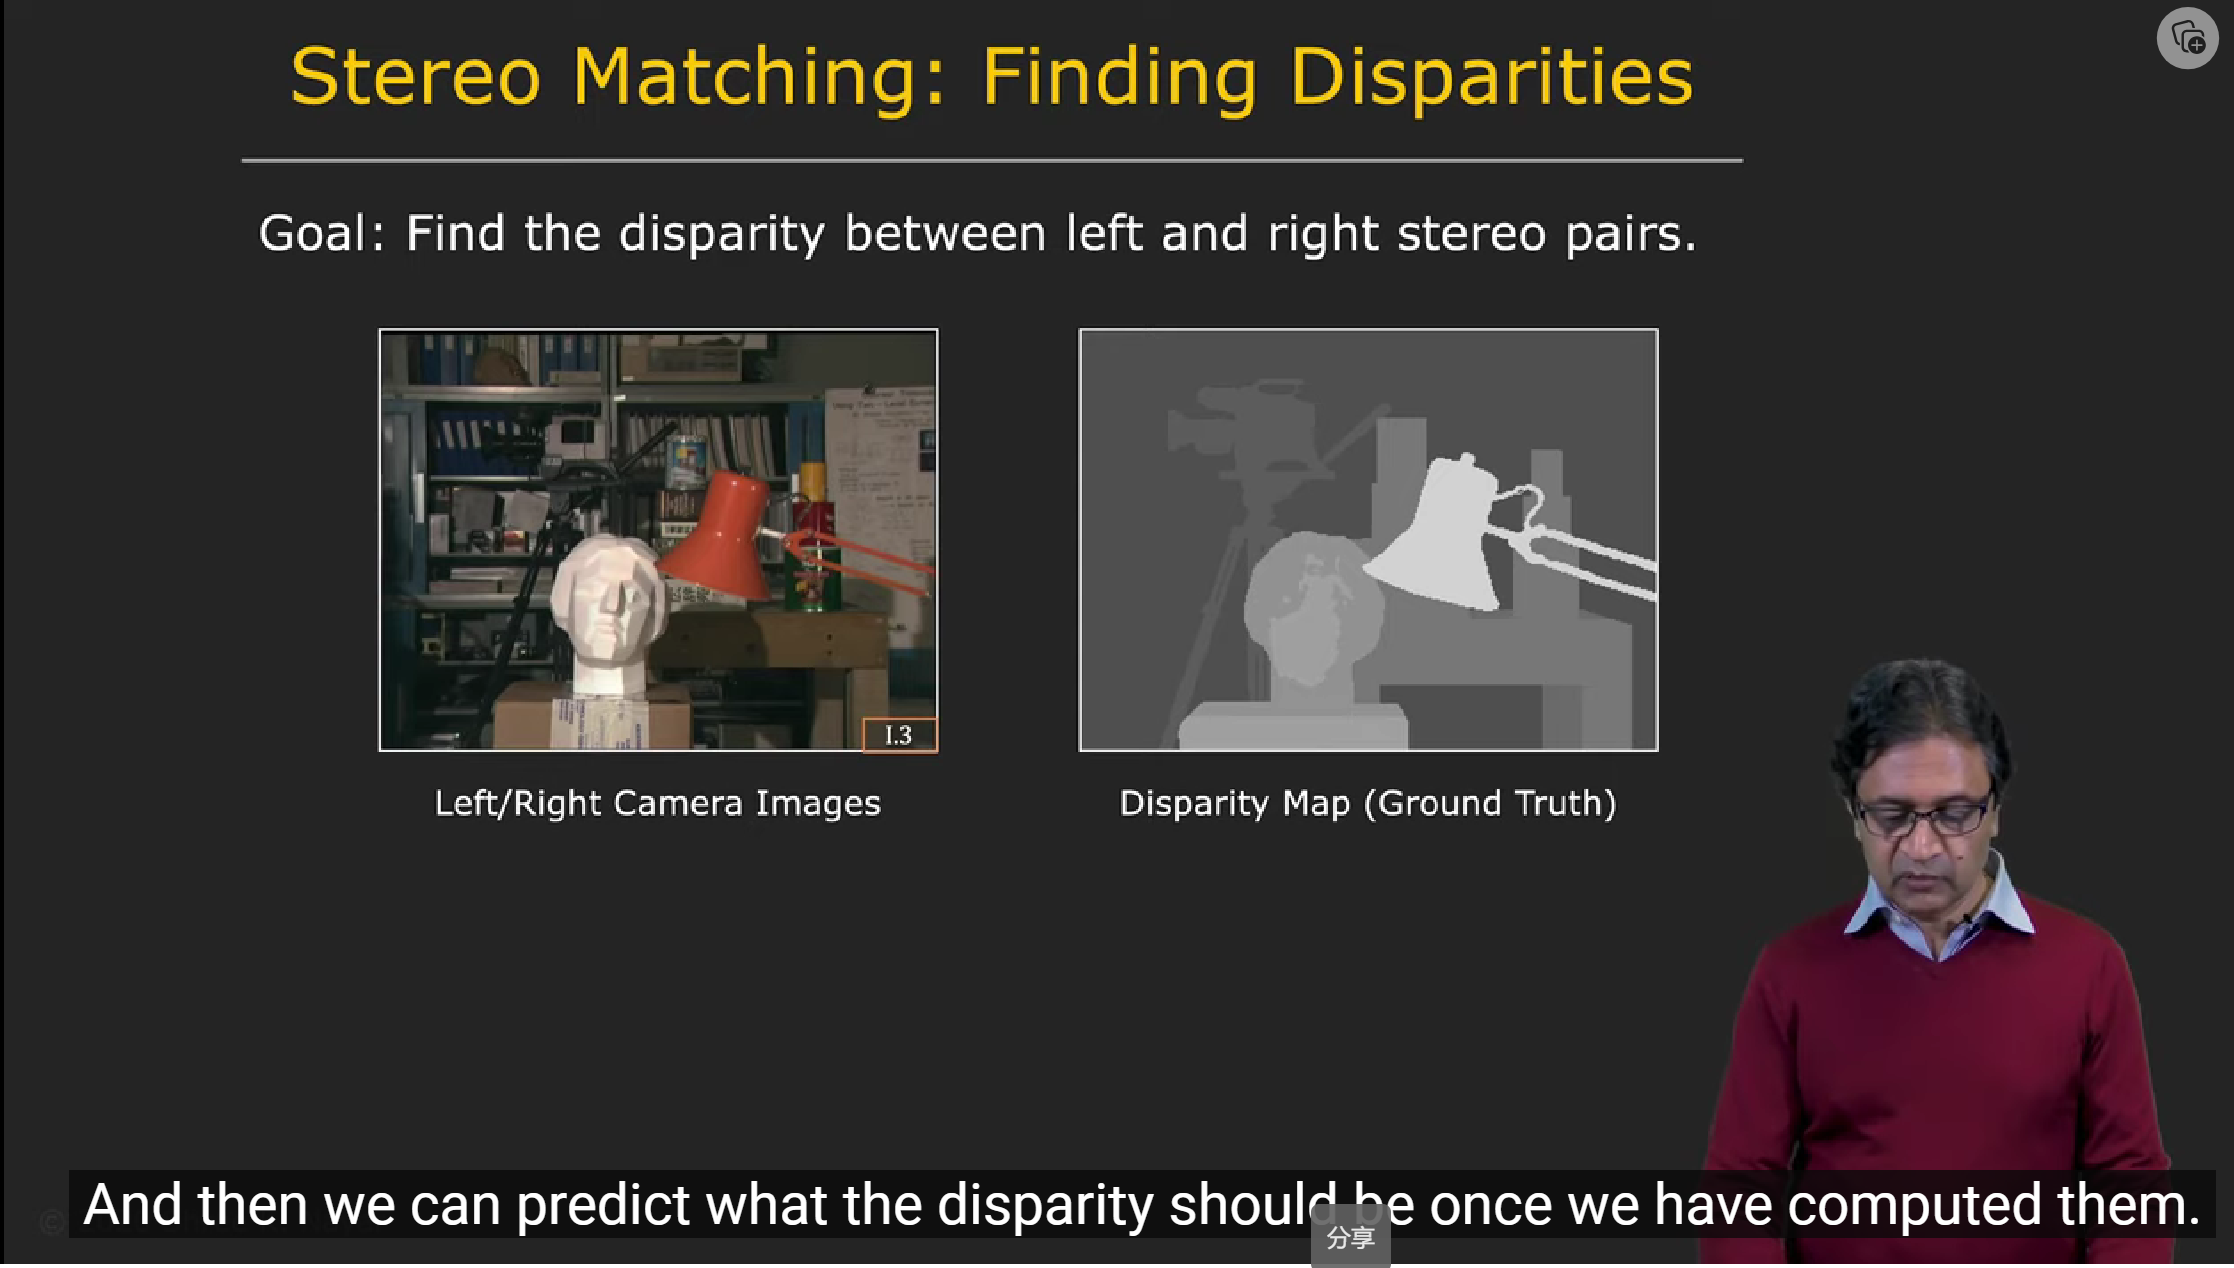 Stereo Matching: Finding Disparities
Goal: Find the disparity between left and right stereo pairs.
I.3
Left/Right Camera Images
Disparity Map (Ground Truth)
And then we can predict what the disparity should be once we have computed them.
©
分享